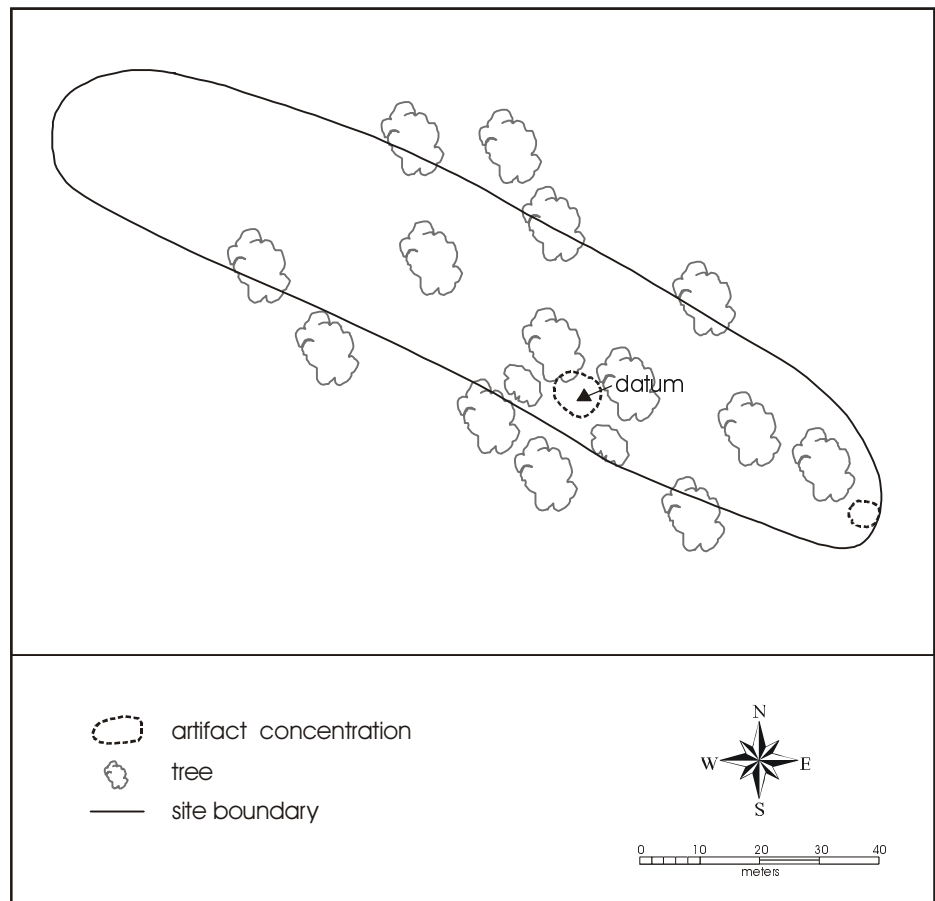 datum
artifact concentration
tree
site boundary
N
W E
S
0 10 20 30 40
meters